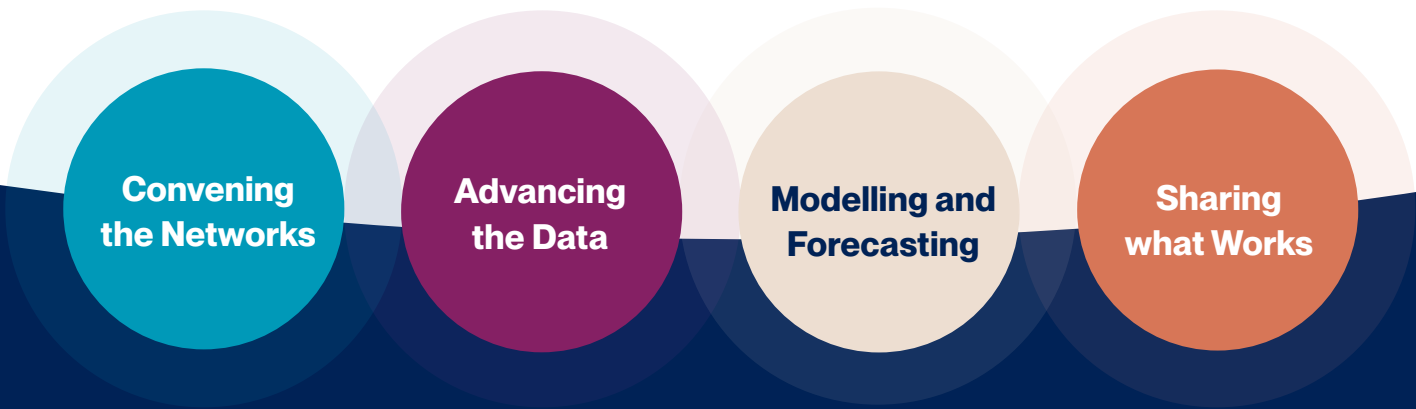 Convening
the Networks
Advancing
the Data
Modelling and
Forecasting
Sharing
what Works